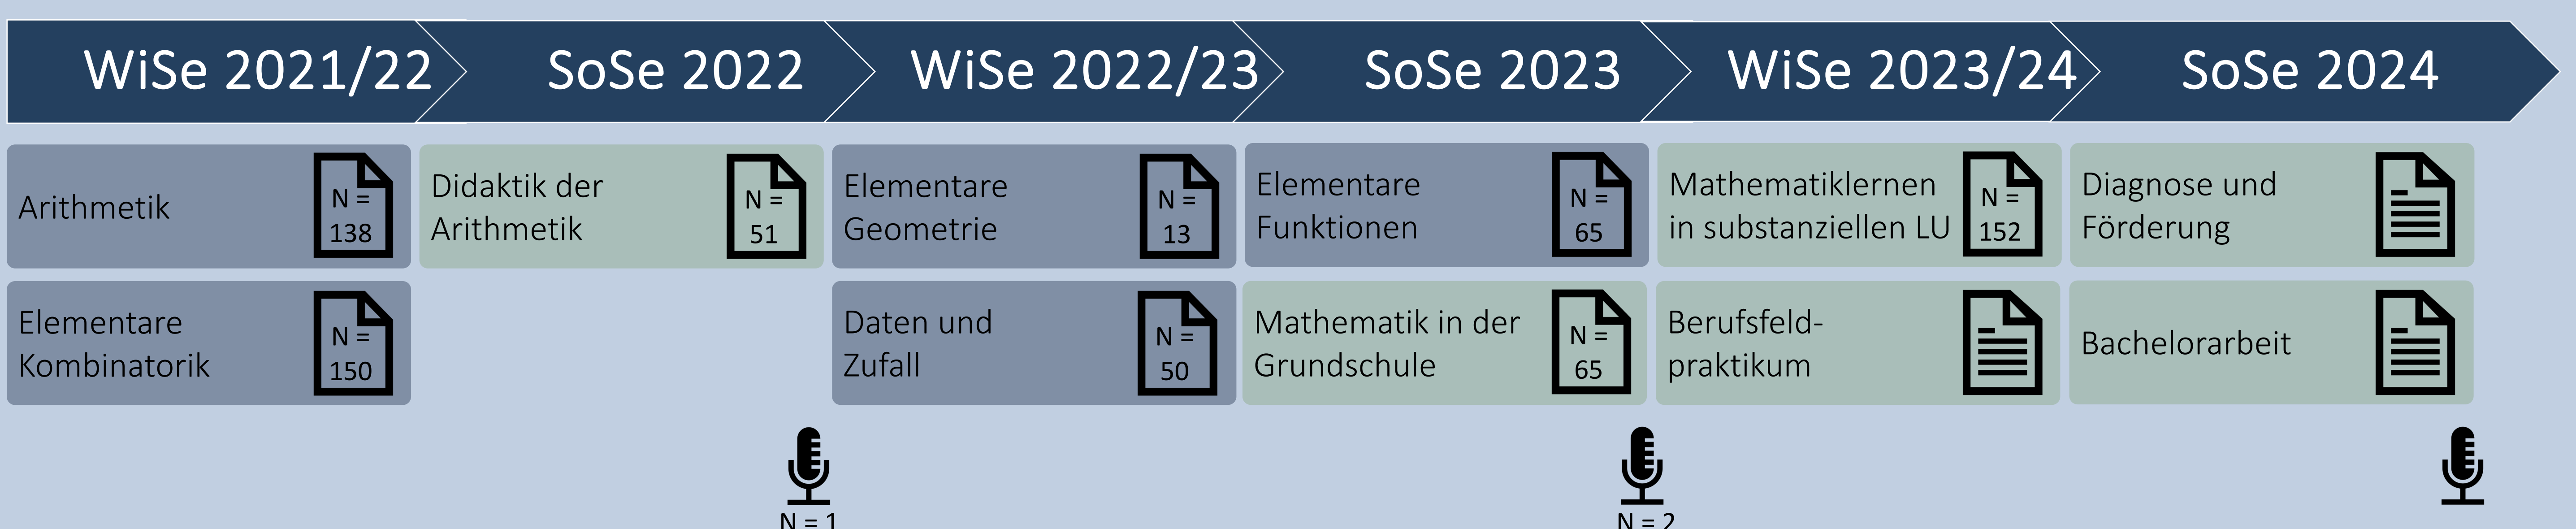 WiSe 2021/22
SoSe 2022
WiSe 2022/23
SoSe 2023
WiSe 2023/24
SoSe 2024
Arithmetik
N =
138
Didaktik der
Arithmetik
N =
51
Elementare
Geometrie
N =
13
Elementare
Funktionen
N =
65
Mathematiklernen
in substanziellen LU
N =
152
Diagnose und
Förderung
Elementare
Kombinatorik
N =
150
Daten und
Zufall
N =
50
Mathematik in der
Grundschule
N =
65
Berufsfeld-
praktikum
Bachelorarbeit
N = 1
N = 2